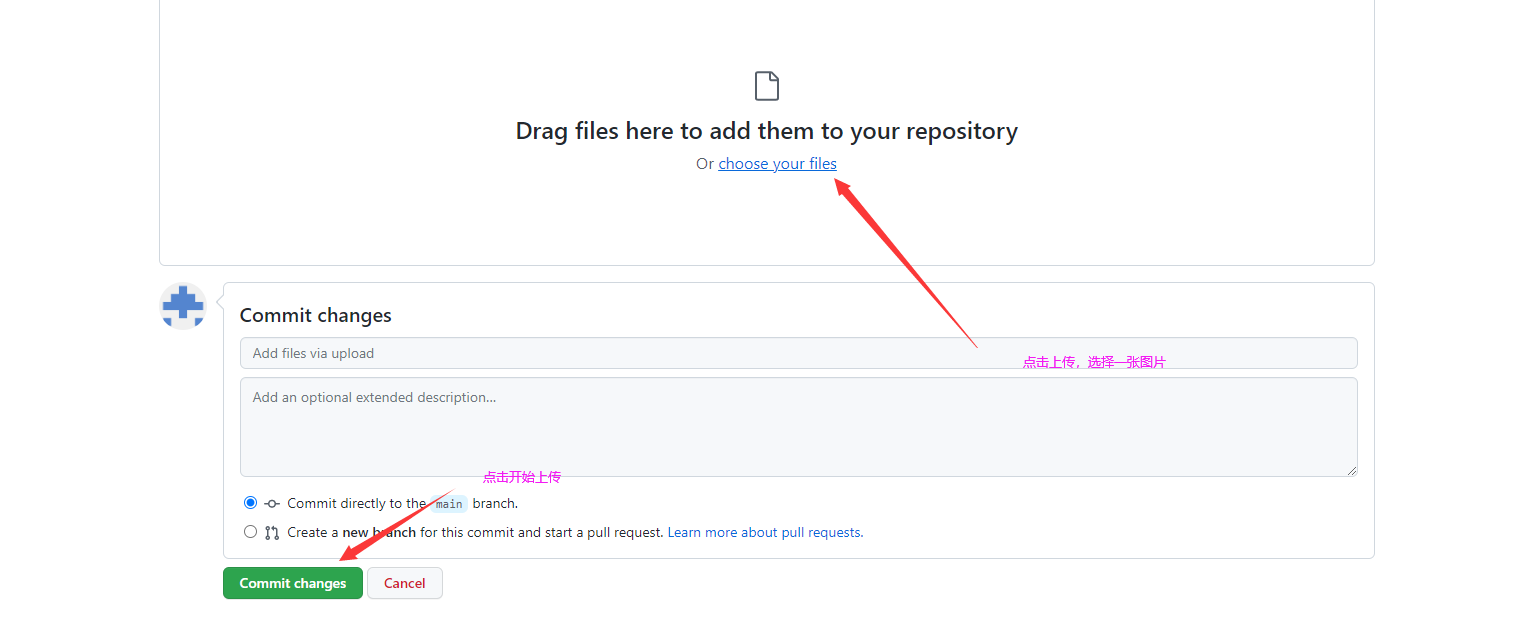 Drag files here to add them to your repository
Or choose your files
Commit changes
Add files via upload
点击上传，选择一张图片
Add an optional extended description...
点击开始上传
Commit directly to the main branch.
Create a new branch for this commit and start a pull request. Learn more about pull requests.
Commit changes Cancel